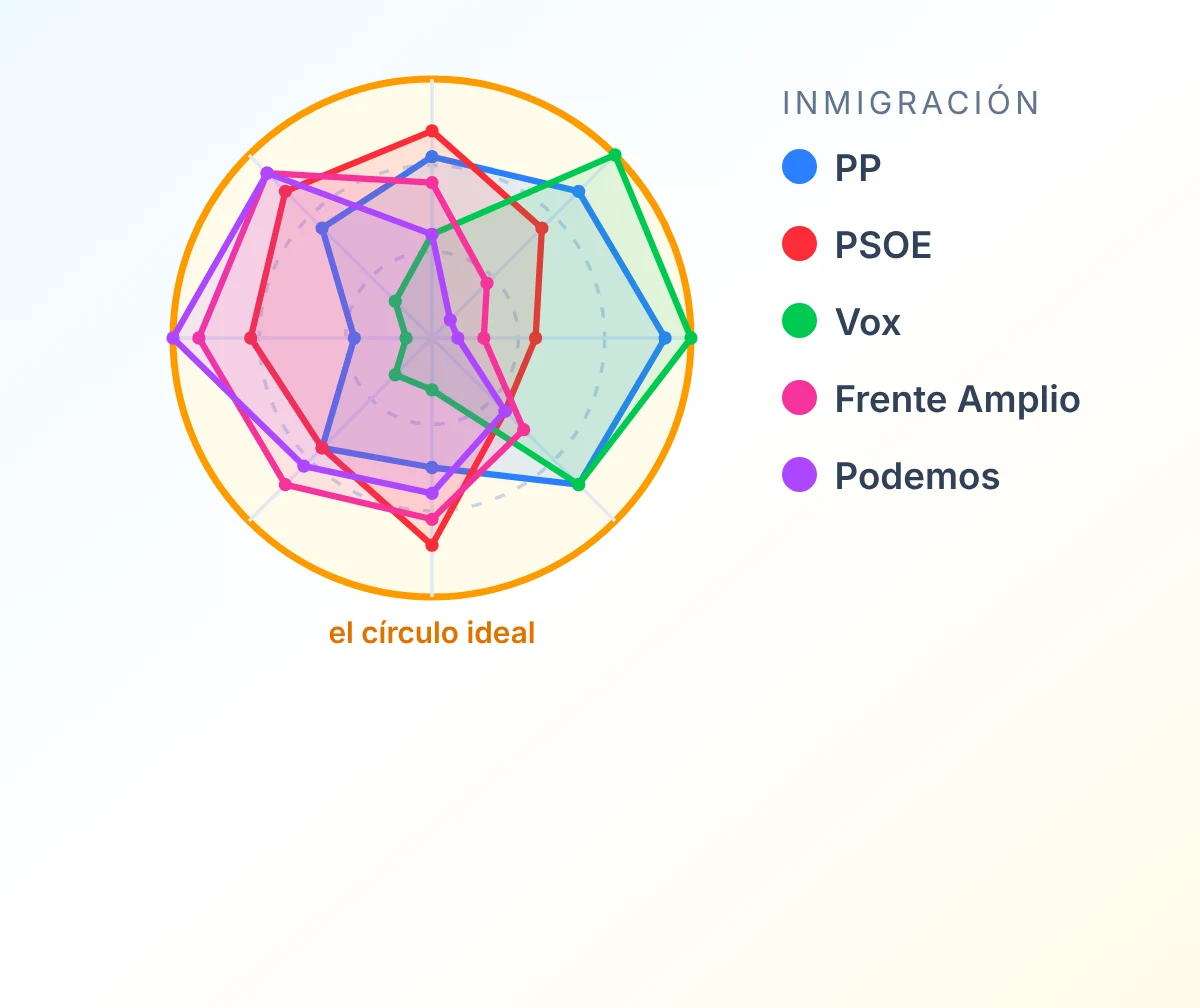 INMIGRACIÓN
PP
PSOE
Vox
Frente Amplio
Podemos
el círculo ideal